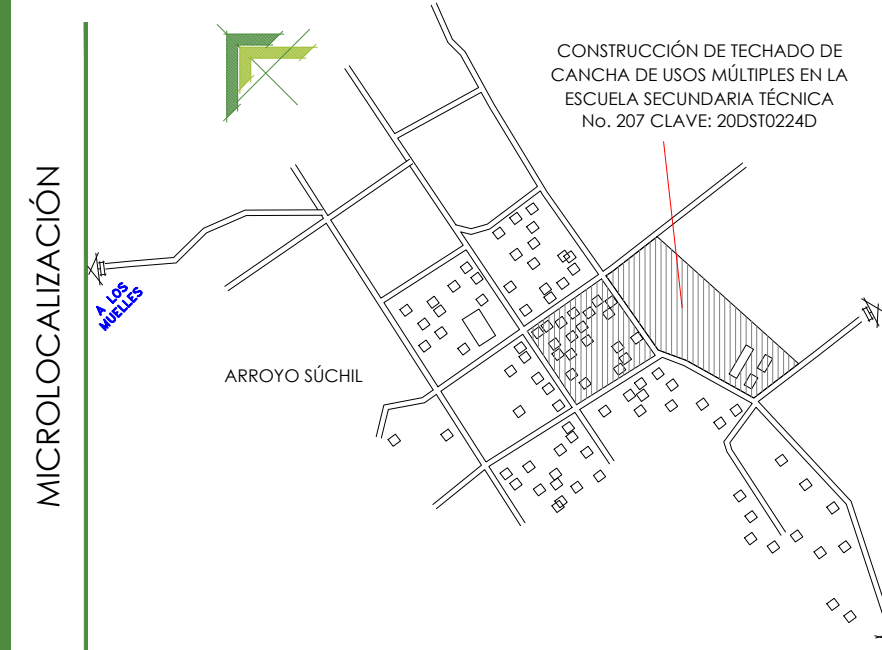 MICROLOCALIZACIÓN
CONSTRUCCIÓN DE TECHADO DE
CANCHA DE USOS MÚLTIPLES EN LA
ESCUELA SECUNDARIA TÉCNICA
No. 207 CLAVE: 20DST0224D
A LOS
MUELLES
ARROYO SÚCHIL